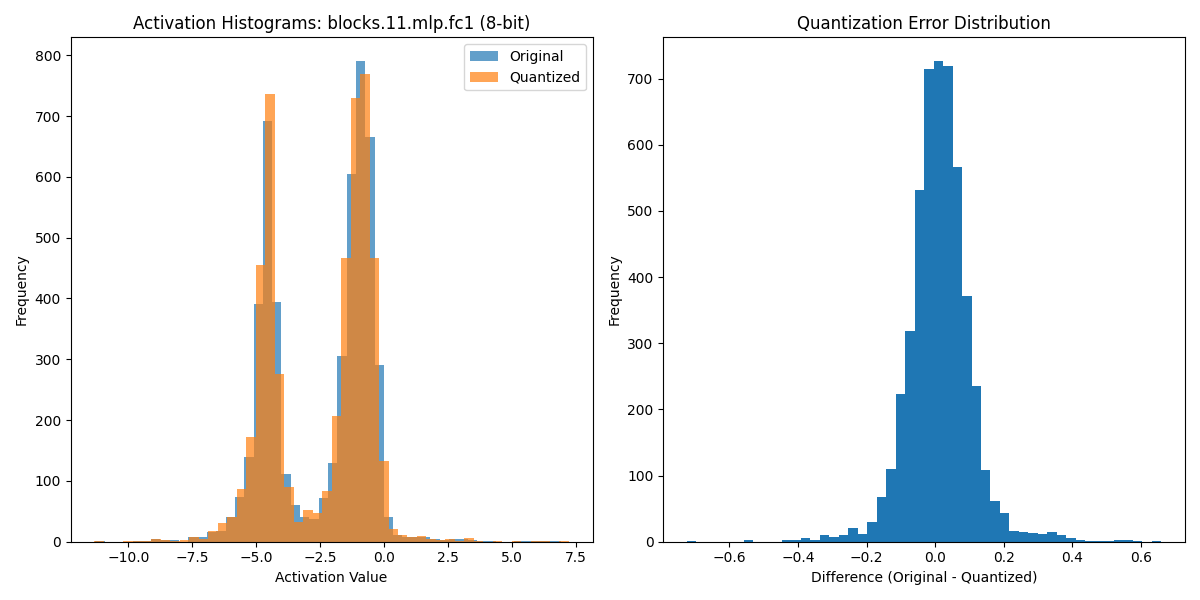 Activation Histograms: blocks.11.mlp.fc1 (8-bit)
Original
Quantized
800
700
600
500
400
300
200
100
0
Frequency
−10.0 −7.5 −5.0 −2.5 0.0 2.5 5.0 7.5
Activation Value
Quantization Error Distribution
700
600
500
400
300
200
100
0
Frequency
−0.6 −0.4 −0.2 0.0 0.2 0.4 0.6
Difference (Original - Quantized)